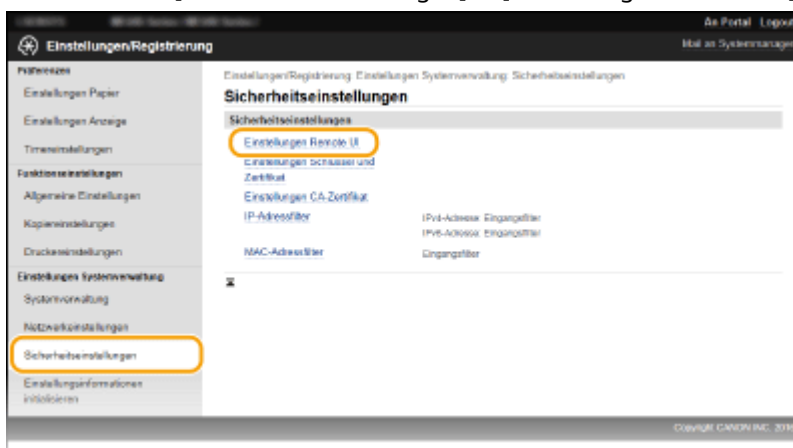 An Portal Logout
Einstellungen/Registrierung
Mail an Systemmanager
Präferenzen
Einstellungen Papier
Einstellungen Anzeige
Timereinstellungen
Funktionseinstellungen
Allgemeine Einstellungen
Kopiereinstellungen
Druckereinstellungen
Einstellungen Systemverwaltung
Systemverwaltung
Netzwerkeinstellungen
Sicherheitseinstellungen
Einstellungsinformationen
initialisieren
Einstellungen/Registrierung: Einstellungen Systemverwaltung: Sicherheitseinstellungen
Sicherheitseinstellungen
Sicherheitseinstellungen
Einstellungen Remote UI
Einstellungen Schlüssel und
Zertifikat
Einstellungen CA-Zertifikat
IP-Adressfilter
IPv4-Adresse: Eingangsfilter
IPv6-Adresse: Eingangsfilter
MAC-Adressfilter
Eingangsfilter
Copyright CANON INC. 2016